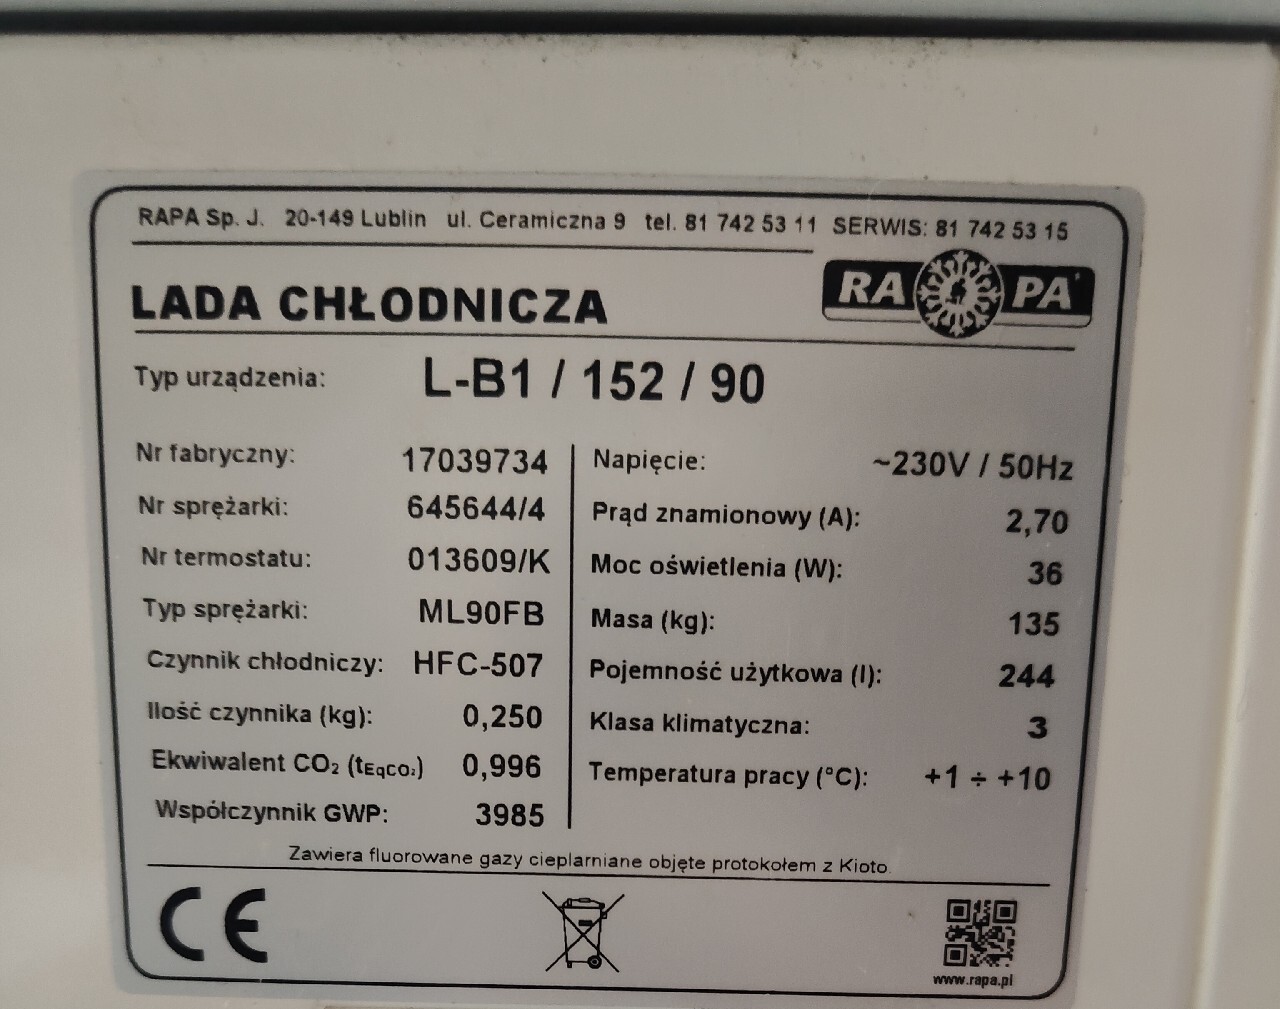 RAPA Sp. J. 20-149 Lublin ul. Ceramiczna 9 tel. 81 742 53 11 SERWIS: 81 742 53 15
RAPA
LADA CHŁODNICZA
Typ urządzenia: L-B1 / 152 / 90
Nr fabryczny: 17039734
Nr sprężarki: 645644/4
Nr termostatu: 013609/K
Typ sprężarki: ML90FB
Czynnik chłodniczy: HFC-507
Ilość czynnika (kg): 0,250
Ekwiwalent CO₂ (tEqCO₂) 0,996
Współczynnik GWP: 3985
Napięcie: ~230V / 50Hz
Prąd znamionowy (A): 2,70
Moc oświetlenia (W): 36
Masa (kg): 135
Pojemność użytkowa (l): 244
Klasa klimatyczna: 3
Temperatura pracy (°C): +1 ÷ +10
Zawiera fluorowane gazy cieplarniane objęte protokołem z Kioto.
CE
www.rapa.pl